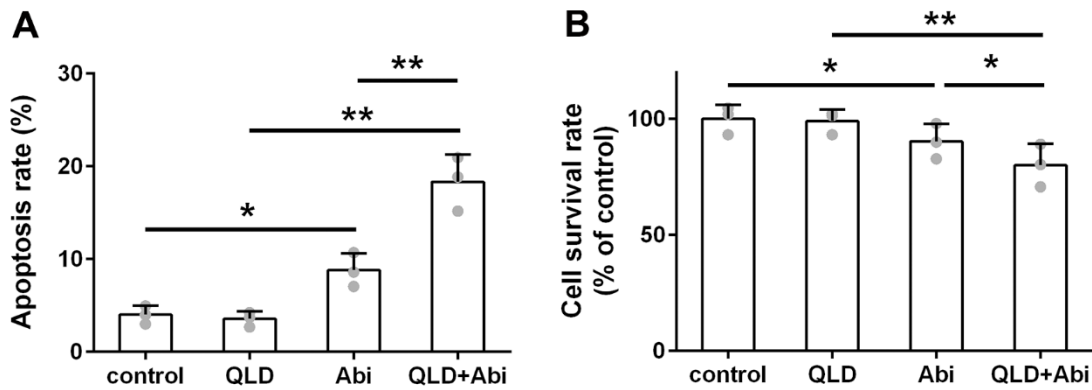 A
Apoptosis rate (%)
30
20
10
0
*
**
**
control QLD Abi QLD+Abi
B
Cell survival rate
(% of control)
100
50
0
**
*
*
control QLD Abi QLD+Abi